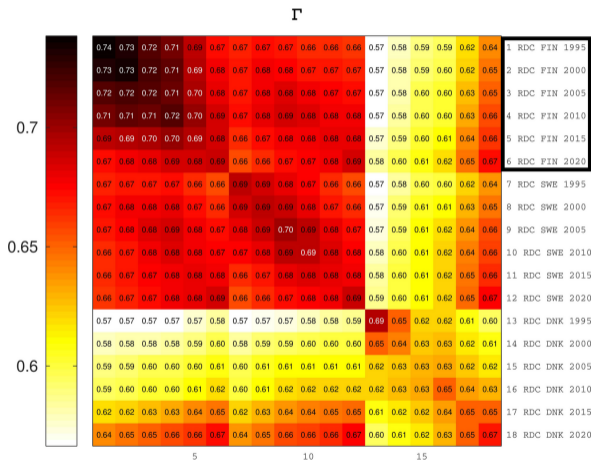 Γ
0.7
0.65
0.6
0.74 0.73 0.72 0.71 0.69 0.67 0.67 0.67 0.67 0.66 0.66 0.66 0.57 0.58 0.59 0.59 0.62 0.64 1 RDC FIN 1995
0.73 0.73 0.72 0.71 0.69 0.68 0.67 0.68 0.67 0.67 0.67 0.67 0.57 0.58 0.59 0.60 0.62 0.65 2 RDC FIN 2000
0.72 0.72 0.72 0.71 0.70 0.68 0.67 0.68 0.68 0.68 0.67 0.67 0.57 0.58 0.60 0.60 0.63 0.65 3 RDC FIN 2005
0.71 0.71 0.71 0.72 0.70 0.68 0.67 0.68 0.68 0.68 0.68 0.68 0.57 0.59 0.60 0.60 0.63 0.66 4 RDC FIN 2010
0.69 0.69 0.70 0.70 0.69 0.68 0.66 0.67 0.68 0.68 0.68 0.68 0.57 0.59 0.60 0.61 0.64 0.66 5 RDC FIN 2015
0.67 0.67 0.68 0.69 0.68 0.68 0.66 0.66 0.67 0.68 0.68 0.69 0.58 0.60 0.61 0.62 0.65 0.67 6 RDC FIN 2020
0.67 0.67 0.67 0.67 0.66 0.66 0.69 0.69 0.68 0.67 0.66 0.66 0.57 0.59 0.60 0.60 0.62 0.64 7 RDC SWE 1995
0.67 0.68 0.68 0.68 0.67 0.66 0.69 0.69 0.68 0.68 0.67 0.66 0.57 0.59 0.60 0.60 0.63 0.65 8 RDC SWE 2000
0.67 0.67 0.68 0.68 0.68 0.67 0.68 0.69 0.70 0.69 0.68 0.67 0.57 0.59 0.60 0.61 0.64 0.66 9 RDC SWE 2005
0.66 0.67 0.68 0.68 0.68 0.68 0.67 0.68 0.69 0.69 0.68 0.68 0.58 0.60 0.61 0.61 0.64 0.66 10 RDC SWE 2010
0.66 0.67 0.67 0.68 0.68 0.68 0.66 0.67 0.68 0.68 0.68 0.68 0.58 0.60 0.61 0.61 0.65 0.66 11 RDC SWE 2015
0.66 0.67 0.67 0.68 0.68 0.69 0.66 0.66 0.67 0.68 0.68 0.69 0.59 0.60 0.61 0.62 0.65 0.67 12 RDC SWE 2020
0.57 0.57 0.57 0.57 0.57 0.58 0.57 0.57 0.57 0.58 0.58 0.59 0.69 0.65 0.62 0.62 0.61 0.60 13 RDC DNK 1995
0.58 0.58 0.58 0.59 0.59 0.60 0.59 0.59 0.59 0.60 0.60 0.60 0.65 0.64 0.63 0.63 0.62 0.61 14 RDC DNK 2000
0.59 0.59 0.60 0.60 0.60 0.61 0.60 0.60 0.60 0.61 0.61 0.61 0.62 0.63 0.63 0.63 0.63 0.62 15 RDC DNK 2005
0.59 0.60 0.60 0.60 0.61 0.62 0.60 0.60 0.61 0.61 0.61 0.62 0.62 0.63 0.63 0.65 0.64 0.63 16 RDC DNK 2010
0.62 0.62 0.63 0.63 0.64 0.65 0.62 0.63 0.64 0.64 0.65 0.65 0.61 0.62 0.63 0.64 0.65 0.65 17 RDC DNK 2015
0.64 0.65 0.65 0.66 0.66 0.67 0.64 0.65 0.66 0.66 0.66 0.67 0.60 0.61 0.62 0.63 0.65 0.67 18 RDC DNK 2020
5 10 15